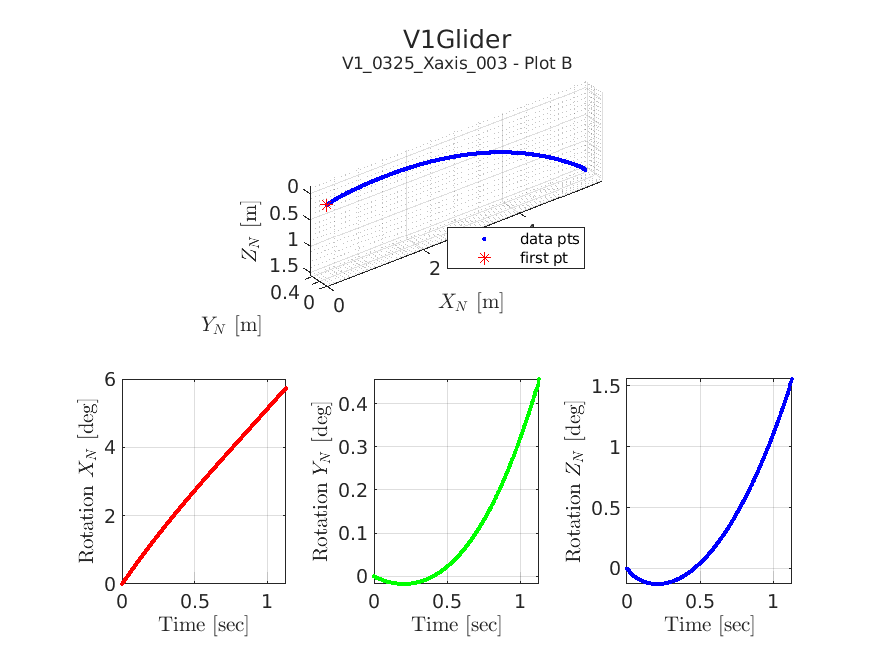 V1Glider
V1_0325_Xaxis_003 - Plot B
0
0.5
1
1.5
Z_N [m]
0.4
0
Y_N [m]
0
2
X_N [m]
data pts
first pt
6
4
2
0
Rotation X_N [deg]
0
0.5
1
Time [sec]
0.4
0.3
0.2
0.1
0
Rotation Y_N [deg]
0
0.5
1
Time [sec]
1.5
1
0.5
0
Rotation Z_N [deg]
0
0.5
1
Time [sec]